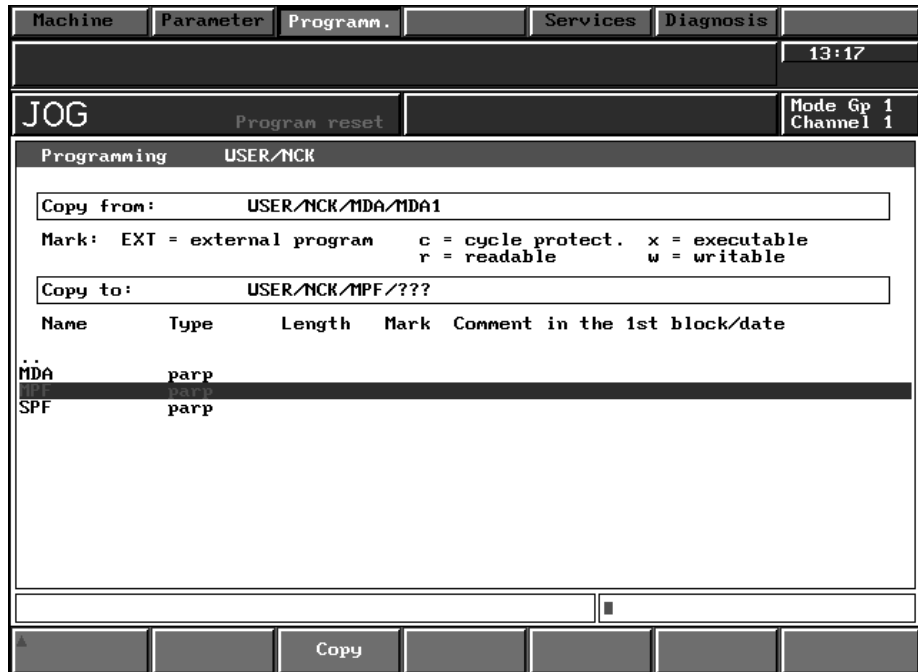 Machine Parameter Programm. Services Diagnosis
13:17
JOG Program reset Mode Gp 1
Channel 1
Programming USER/NCK
Copy from: USER/NCK/MDA/MDA1
Mark: EXT = external program c = cycle protect. x = executable
r = readable w = writable
Copy to: USER/NCK/MPF/???
Name Type Length Mark Comment in the 1st block/date
..
MDA parp
MPF parp
SPF parp
Copy